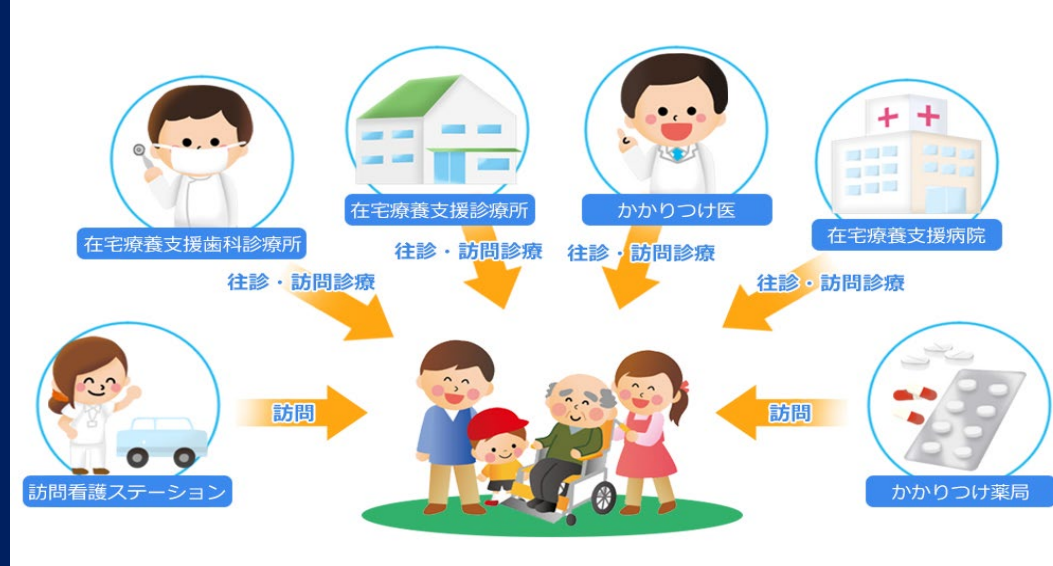 在宅療養支援診療所
かかりつけ医
在宅療養支援歯科診療所
在宅療養支援病院
往診・訪問診療
往診・訪問診療
往診・訪問診療
往診・訪問診療
訪問
訪問
訪問看護ステーション
かかりつけ薬局